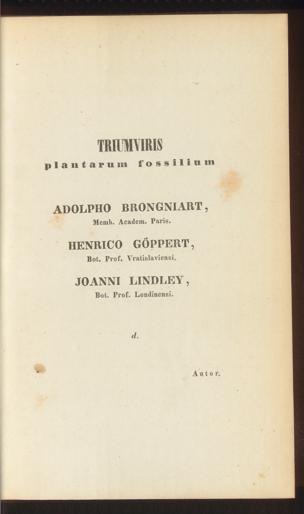 TRIUMVIRIS
plantarum fossilium
ADOLPHO BRONGNIART,
Memb. Academ. Paris.
HENRICO GÖPPERT,
Bot. Prof. Vratislaviensi,
JOANNI LINDLEY,
Bot. Prof. Londinensi.
d.
Autor.